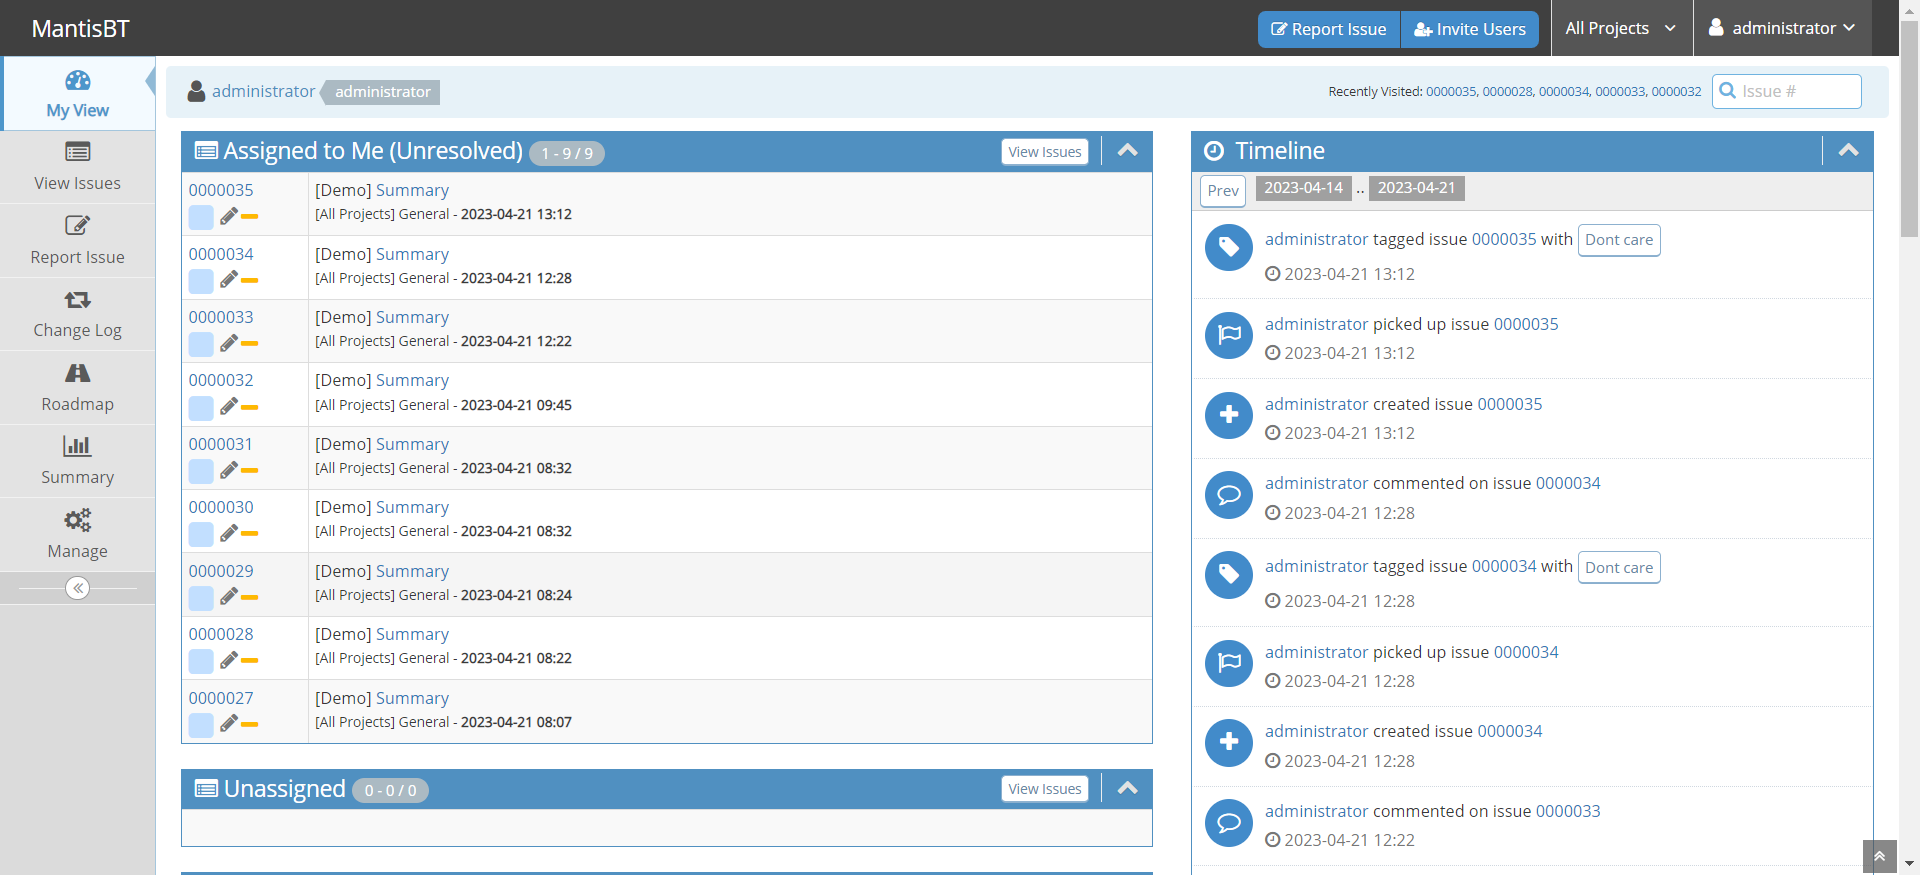 MantisBT
Report Issue
Invite Users
All Projects
administrator
My View
View Issues
Report Issue
Change Log
Roadmap
Summary
Manage
administrator administrator
Recently Visited: 0000035, 0000028, 0000034, 0000033, 0000032
Issue #
Assigned to Me (Unresolved) 1 - 9 / 9
View Issues
0000035 [Demo] Summary
[All Projects] General - 2023-04-21 13:12
0000034 [Demo] Summary
[All Projects] General - 2023-04-21 12:28
0000033 [Demo] Summary
[All Projects] General - 2023-04-21 12:22
0000032 [Demo] Summary
[All Projects] General - 2023-04-21 09:45
0000031 [Demo] Summary
[All Projects] General - 2023-04-21 08:32
0000030 [Demo] Summary
[All Projects] General - 2023-04-21 08:32
0000029 [Demo] Summary
[All Projects] General - 2023-04-21 08:24
0000028 [Demo] Summary
[All Projects] General - 2023-04-21 08:22
0000027 [Demo] Summary
[All Projects] General - 2023-04-21 08:07
Unassigned 0 - 0 / 0
View Issues
Timeline
Prev 2023-04-14 .. 2023-04-21
administrator tagged issue 0000035 with Dont care
2023-04-21 13:12
administrator picked up issue 0000035
2023-04-21 13:12
administrator created issue 0000035
2023-04-21 13:12
administrator commented on issue 0000034
2023-04-21 12:28
administrator tagged issue 0000034 with Dont care
2023-04-21 12:28
administrator picked up issue 0000034
2023-04-21 12:28
administrator created issue 0000034
2023-04-21 12:28
administrator commented on issue 0000033
2023-04-21 12:22